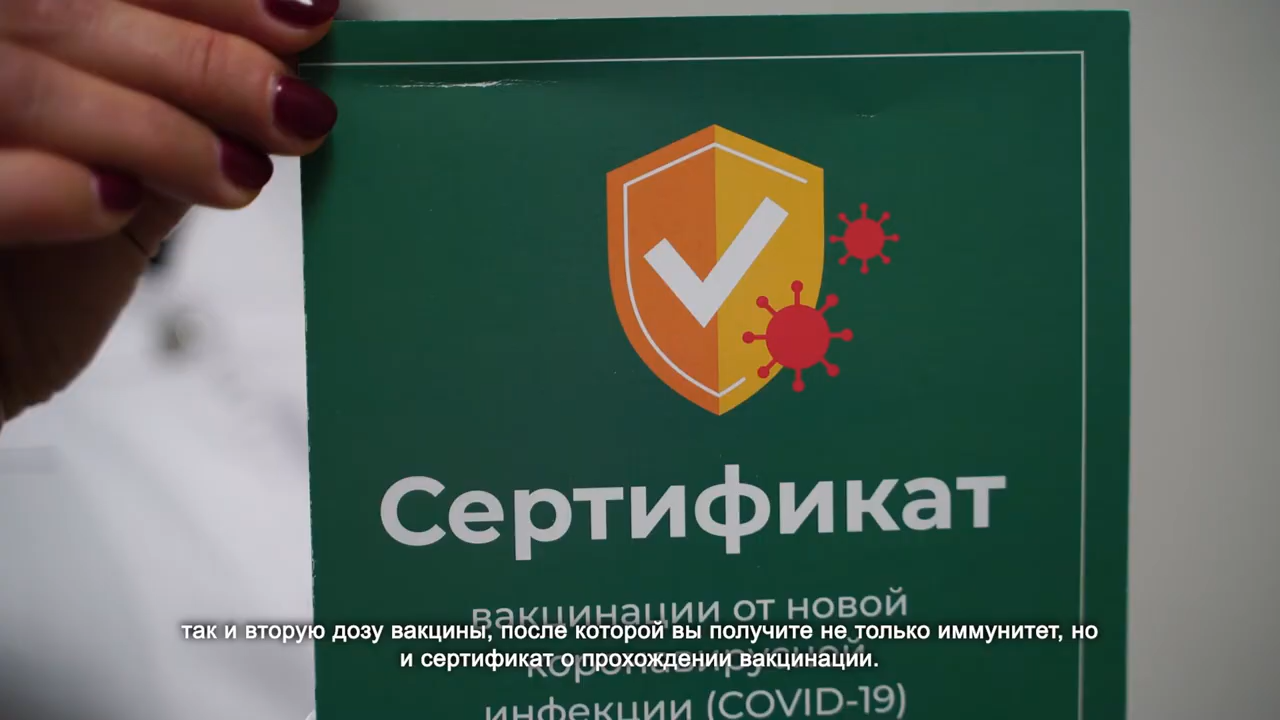 Сертификат
вакцинации от новой
так и вторую дозу вакцины, после которой вы получите не только иммунитет, но
коронавирусной
и сертификат о прохождении вакцинации.
инфекции (COVID-19)